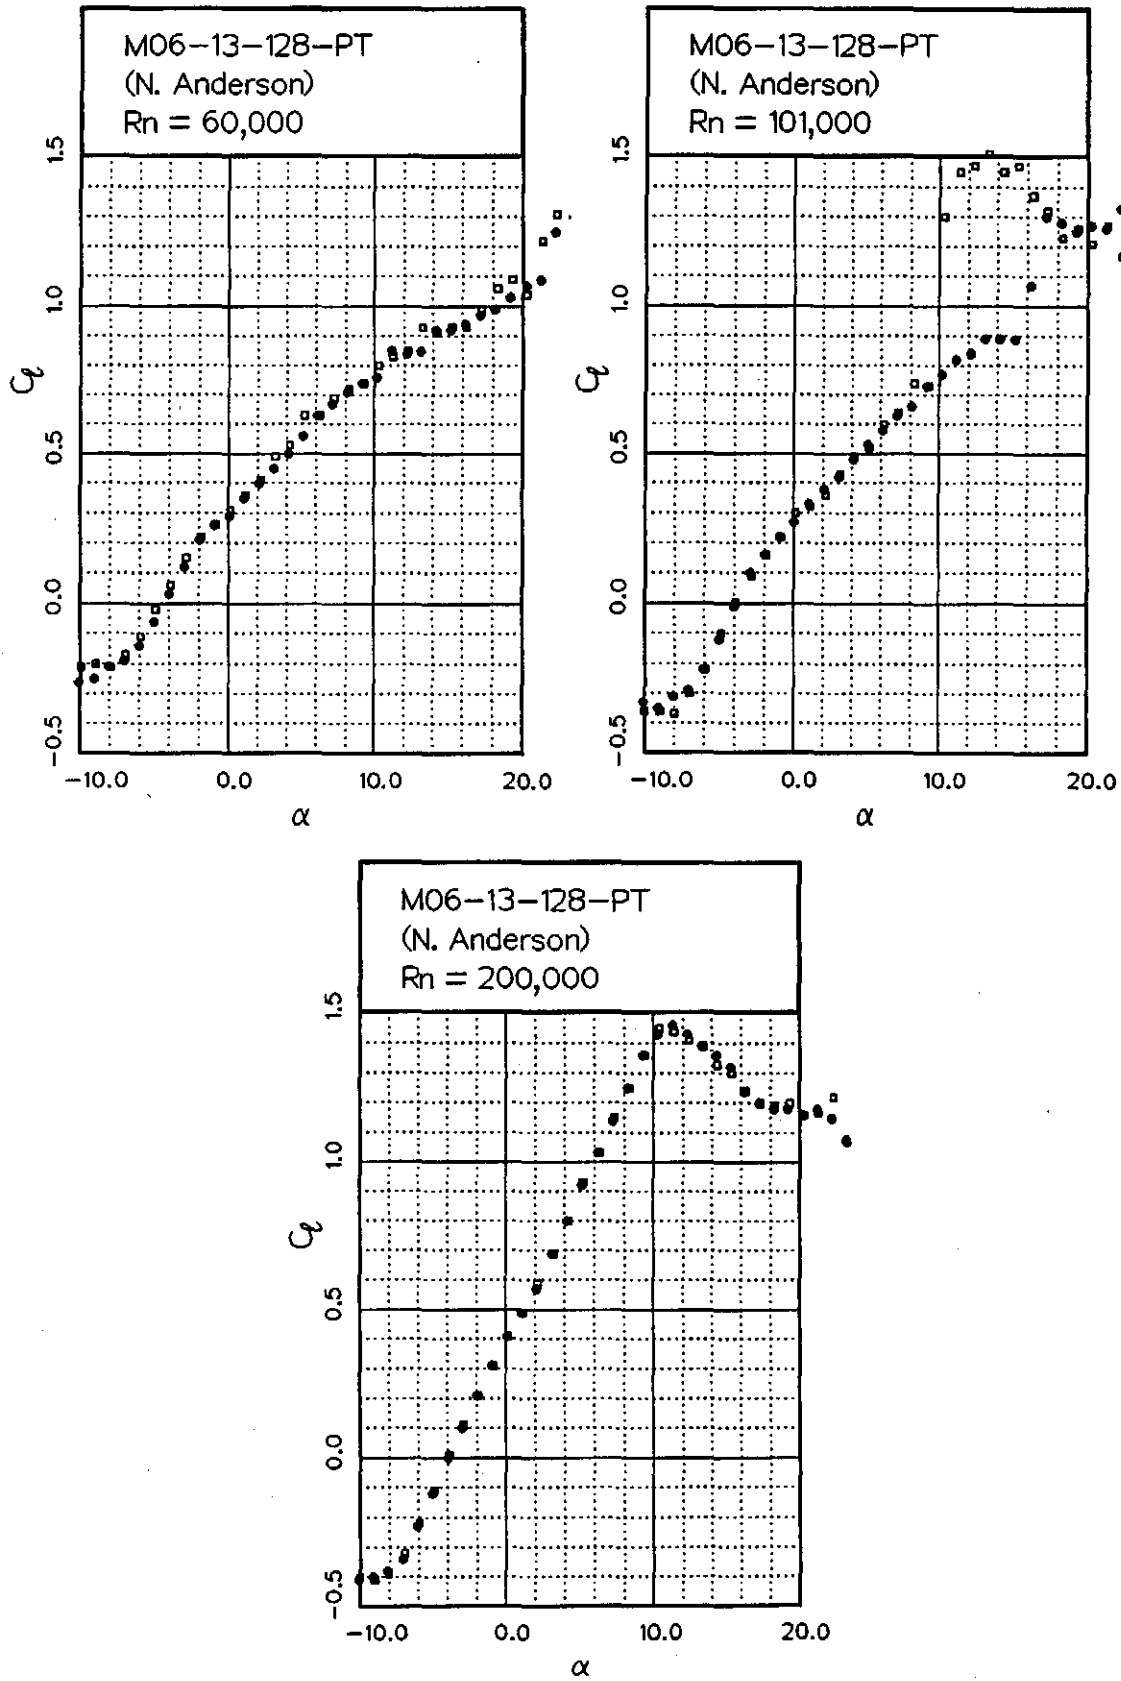 M06-13-128-PT
(N. Anderson)
Rn = 60,000
1.5
1.0
0.5
0.0
-0.5
Cℓ
-10.0 0.0 10.0 20.0
α
M06-13-128-PT
(N. Anderson)
Rn = 101,000
1.5
1.0
0.5
0.0
-0.5
Cℓ
-10.0 0.0 10.0 20.0
α
M06-13-128-PT
(N. Anderson)
Rn = 200,000
1.5
1.0
0.5
0.0
-0.5
Cℓ
-10.0 0.0 10.0 20.0
α